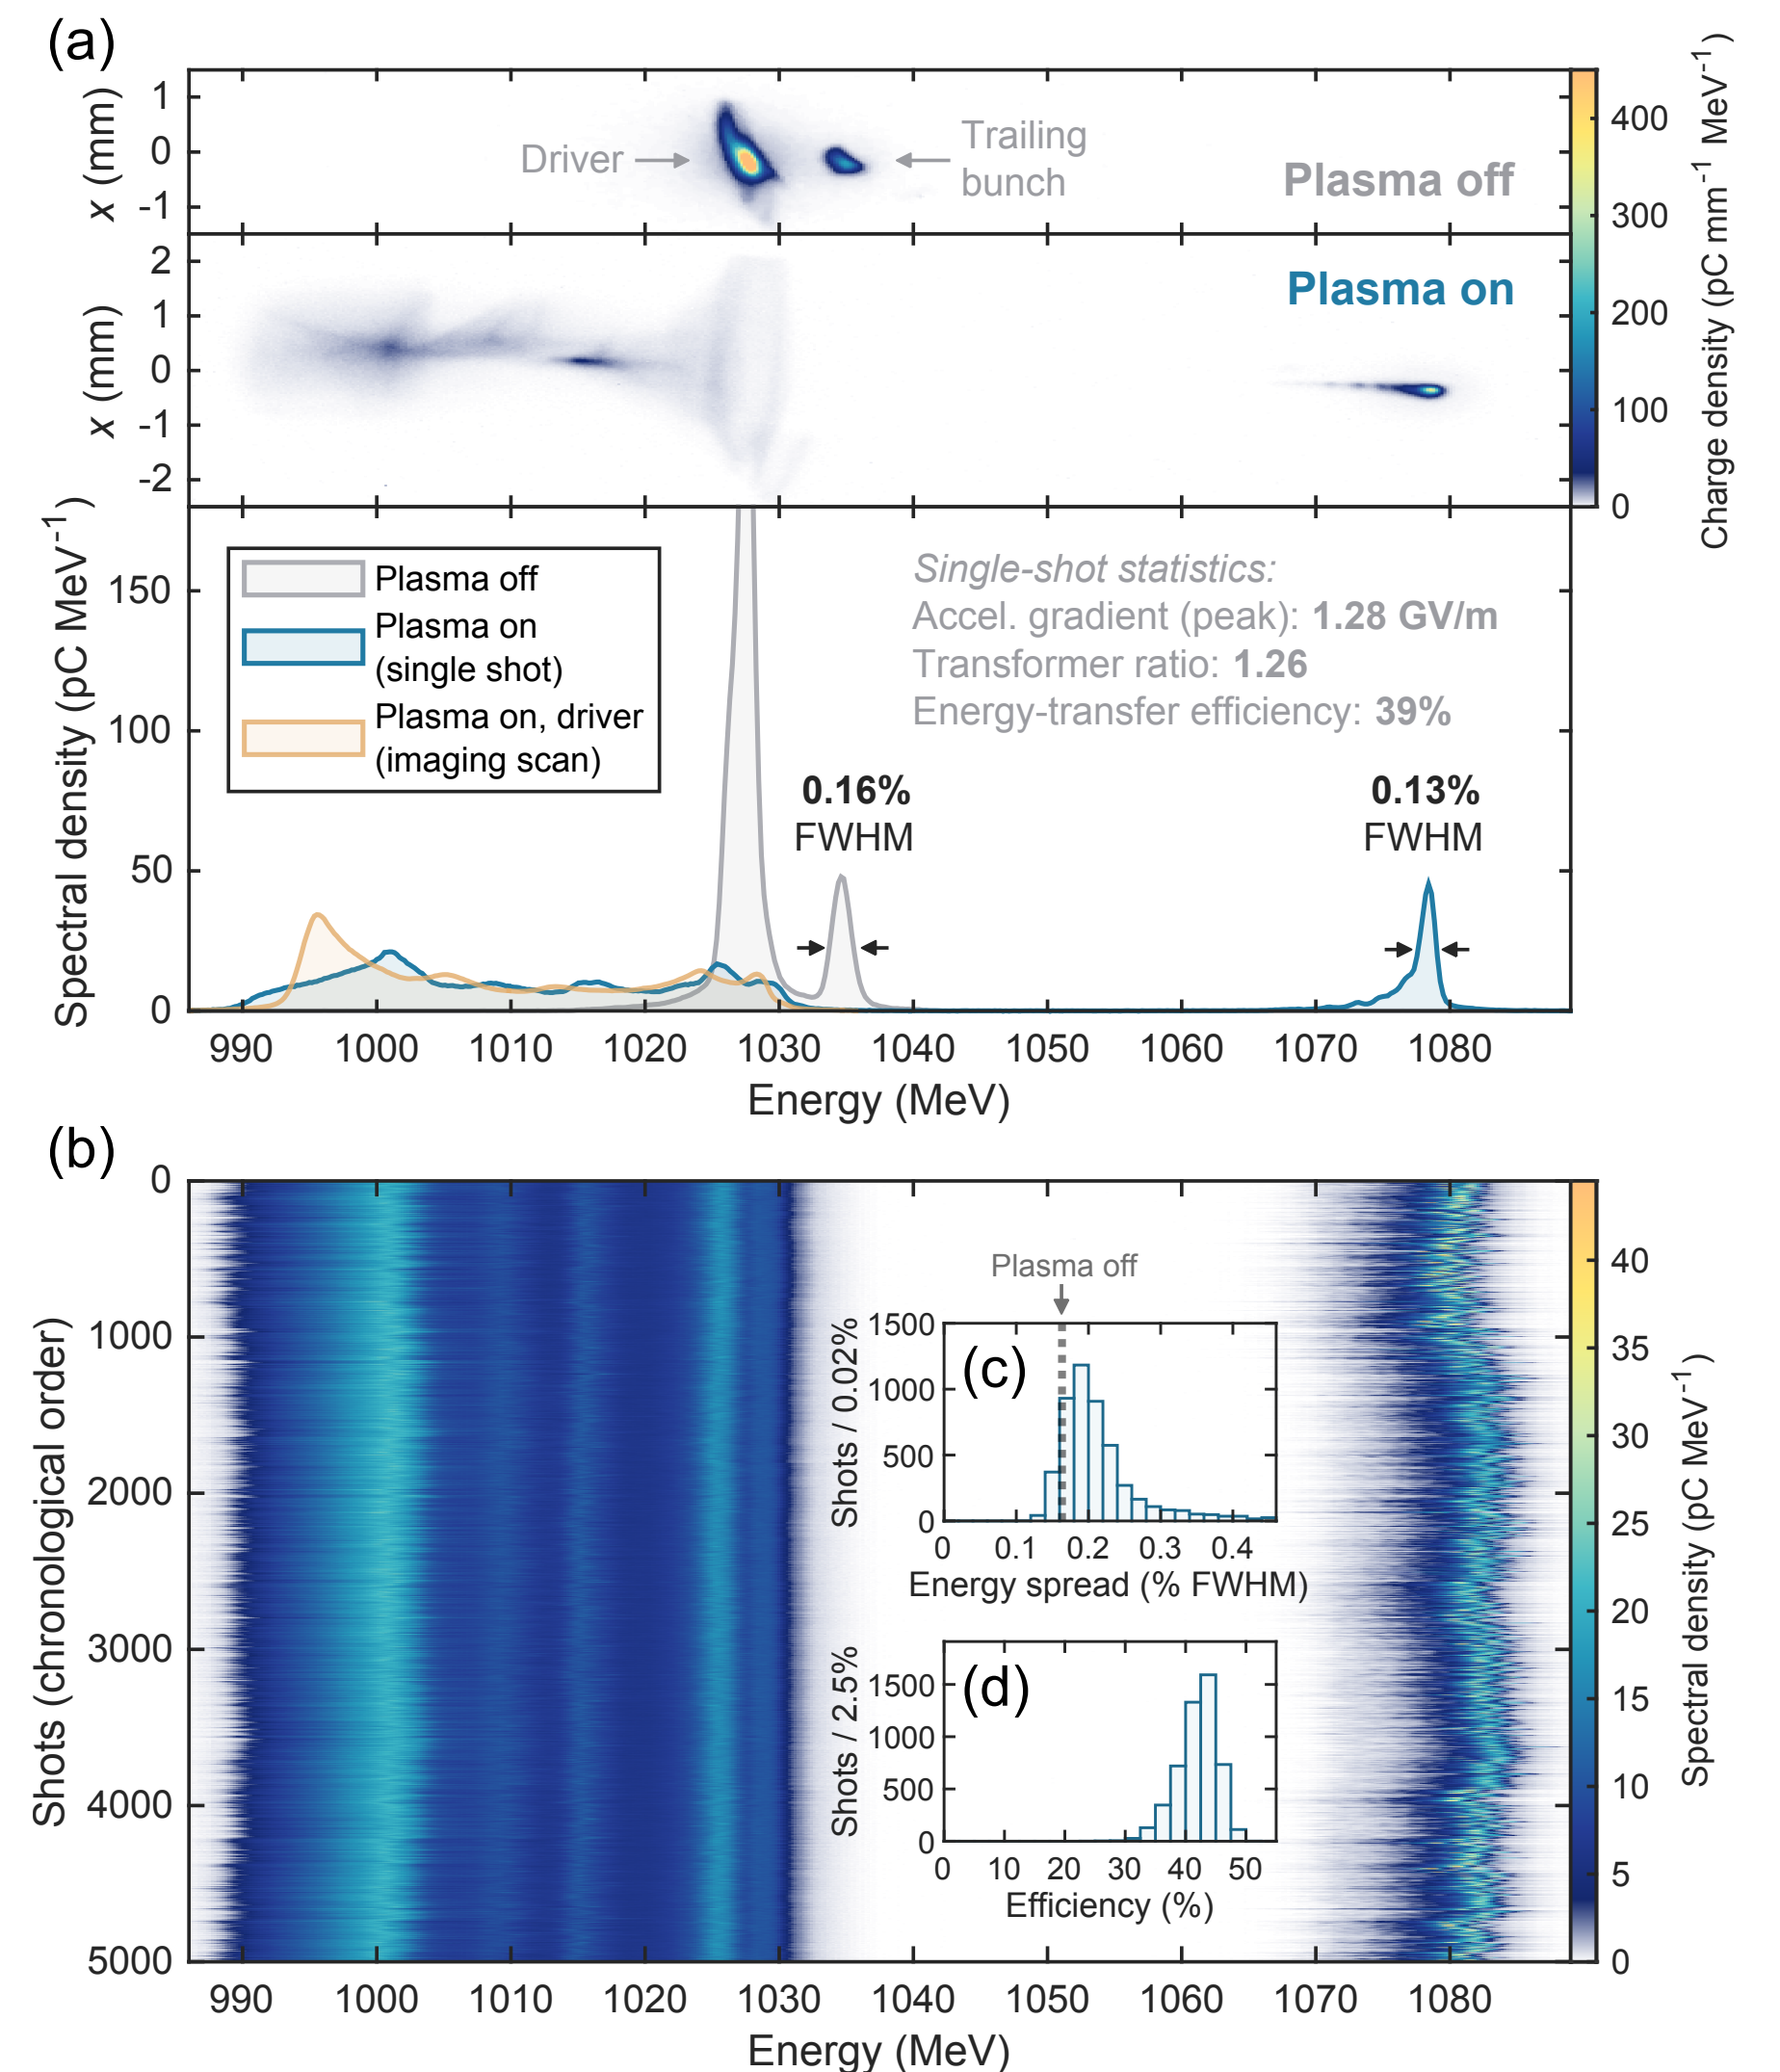 (a)
1
0
-1
x (mm)
Driver
Trailing
bunch
Plasma off
2
1
0
-1
-2
x (mm)
Plasma on
400
300
200
100
0
Charge density (pC mm-1 MeV-1)
150
100
50
0
Spectral density (pC MeV-1)
Plasma off
Plasma on
(single shot)
Plasma on, driver
(imaging scan)
Single-shot statistics:
Accel. gradient (peak): 1.28 GV/m
Transformer ratio: 1.26
Energy-transfer efficiency: 39%
0.16%
FWHM
0.13%
FWHM
990 1000 1010 1020 1030 1040 1050 1060 1070 1080
Energy (MeV)
(b)
0
1000
2000
3000
4000
5000
Shots (chronological order)
Plasma off
(c)
1500
1000
500
0
Shots / 0.02%
0 0.1 0.2 0.3 0.4
Energy spread (% FWHM)
(d)
1500
1000
500
0
Shots / 2.5%
0 10 20 30 40 50
Efficiency (%)
40
35
30
25
20
15
10
5
0
Spectral density (pC MeV-1)
990 1000 1010 1020 1030 1040 1050 1060 1070 1080
Energy (MeV)